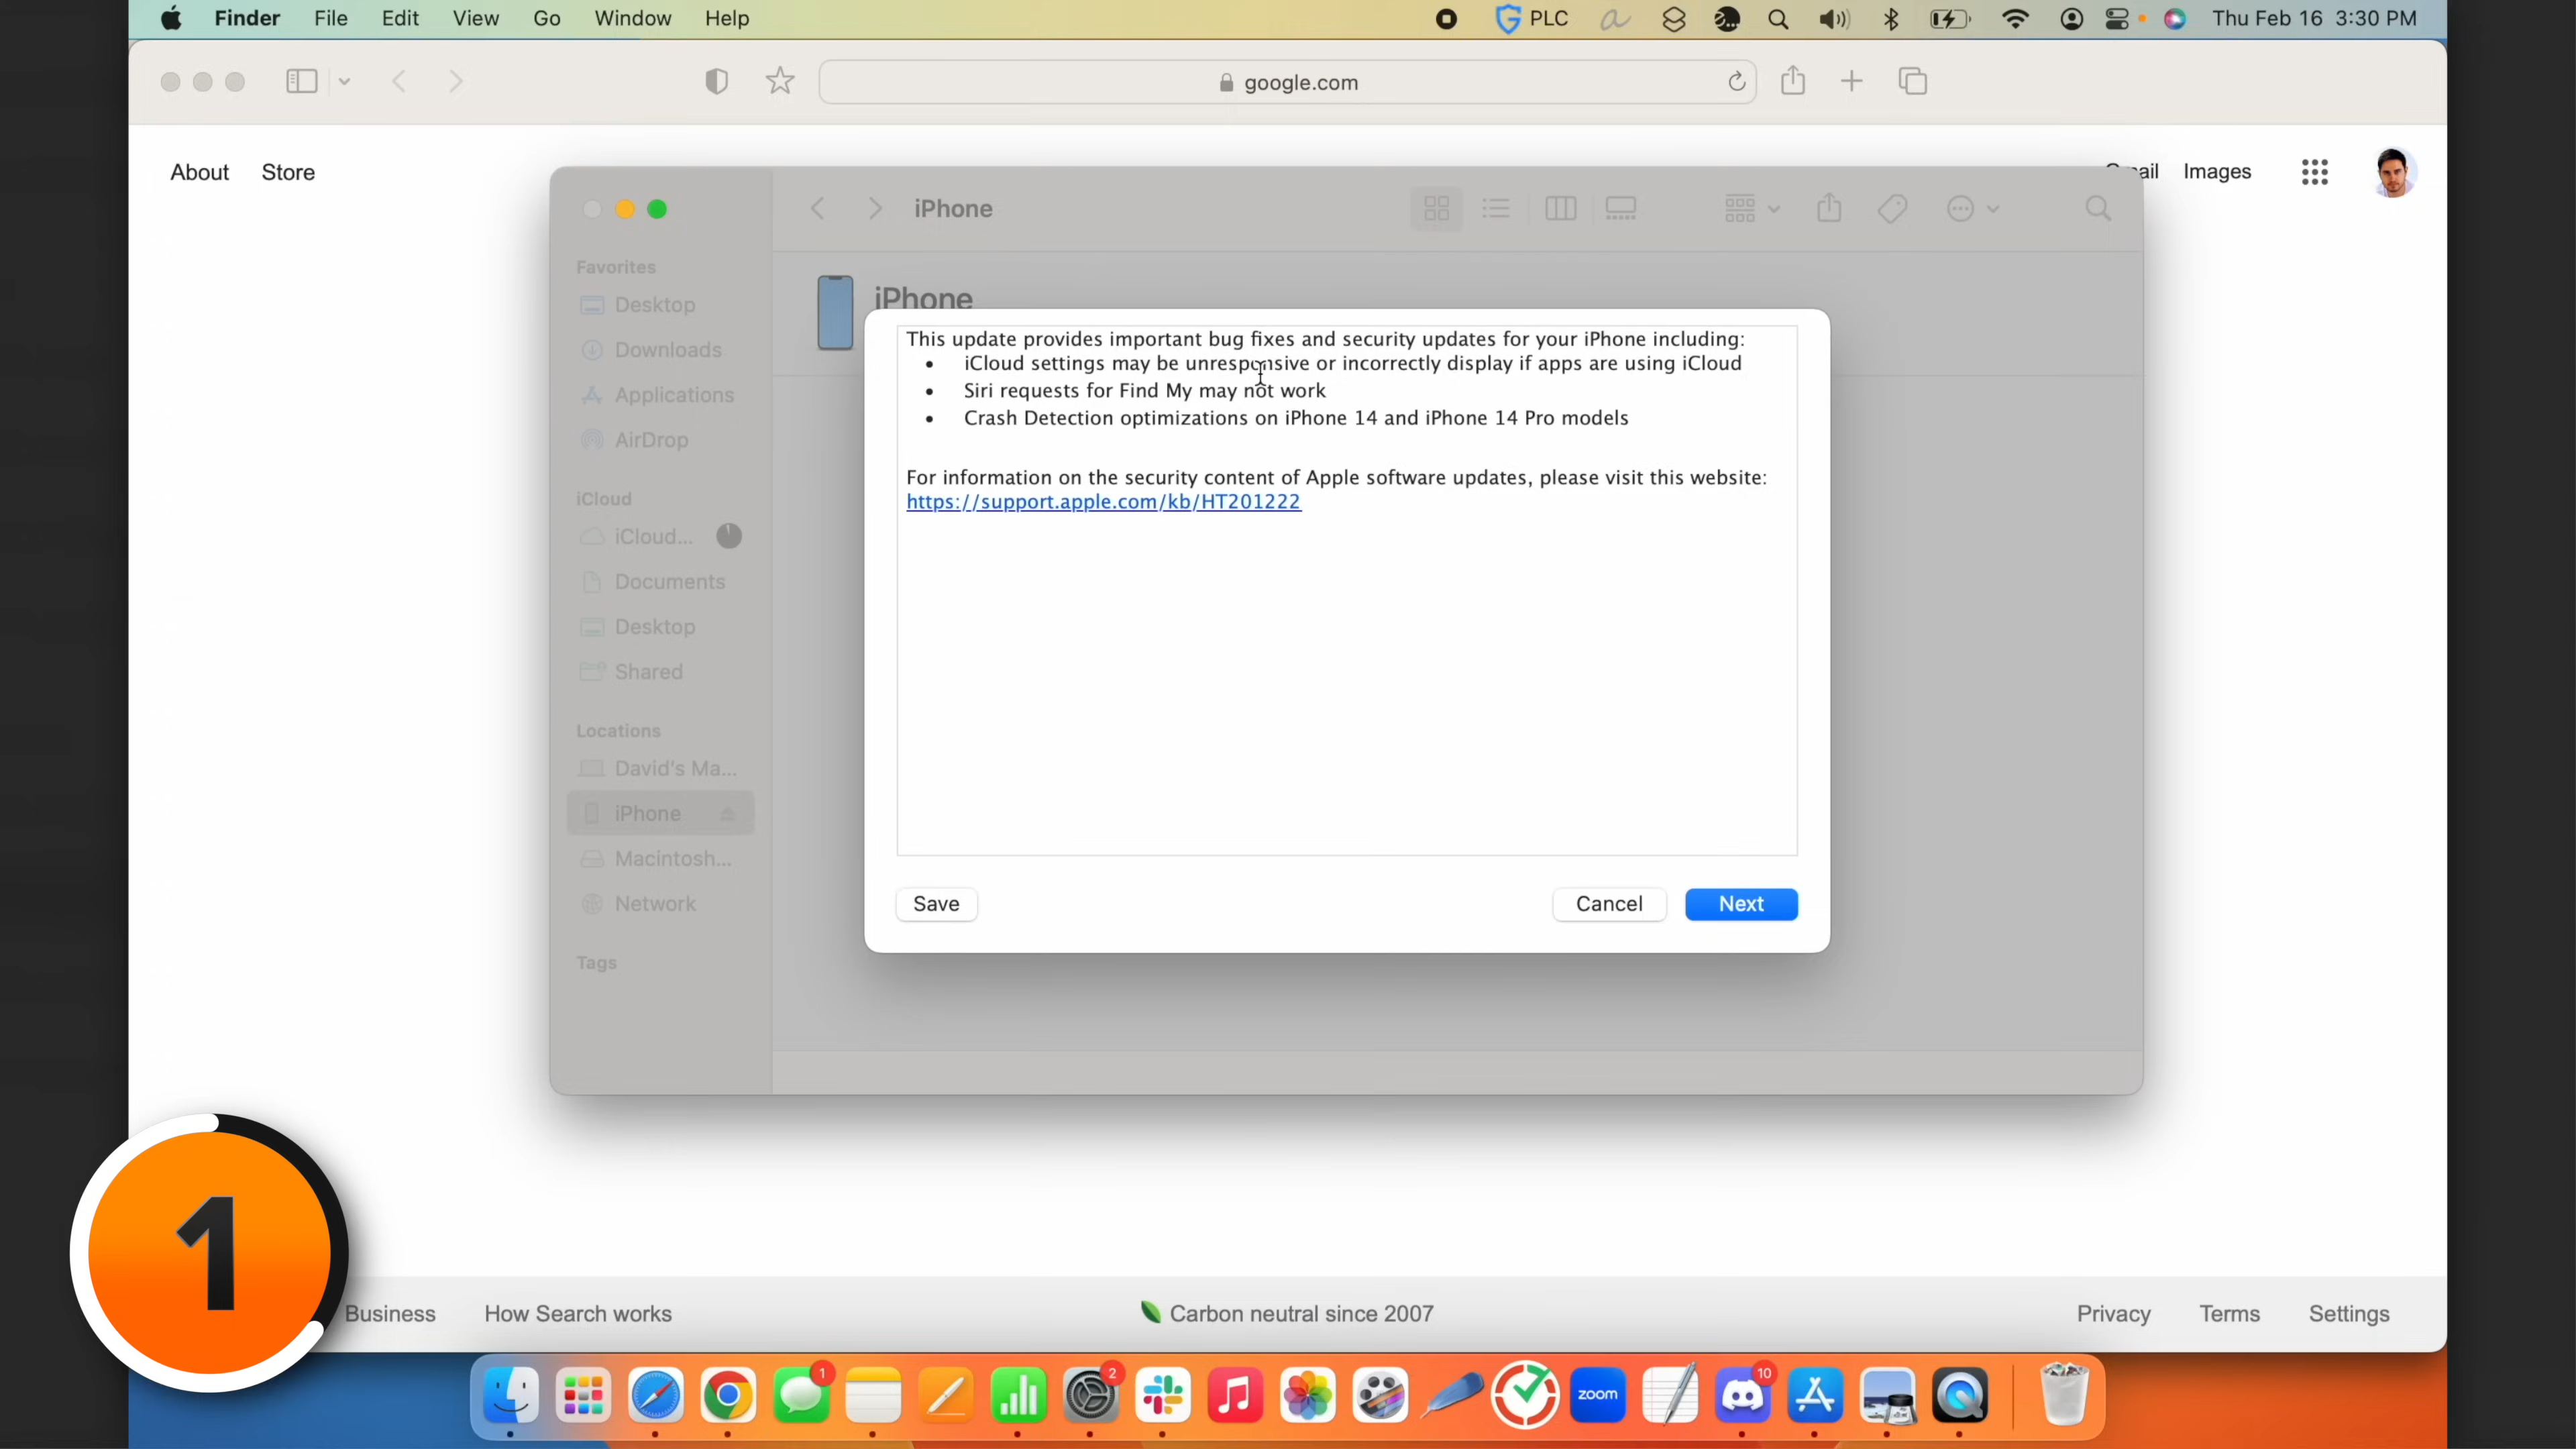 Finder File Edit View Go Window Help PLC Thu Feb 16 3:30 PM
google.com
About Store Images
iPhone
Favorites
Desktop
Downloads
Applications
AirDrop
iCloud
iCloud...
Documents
Desktop
Shared
Locations
David's Ma...
iPhone
Macintosh...
Network
Tags
iPhone
This update provides important bug fixes and security updates for your iPhone including:
• iCloud settings may be unresponsive or incorrectly display if apps are using iCloud
• Siri requests for Find My may not work
• Crash Detection optimizations on iPhone 14 and iPhone 14 Pro models
For information on the security content of Apple software updates, please visit this website:
https://support.apple.com/kb/HT201222
Save Cancel Next
1
Business How Search works Carbon neutral since 2007 Privacy Terms Settings
1 2 10
zoom